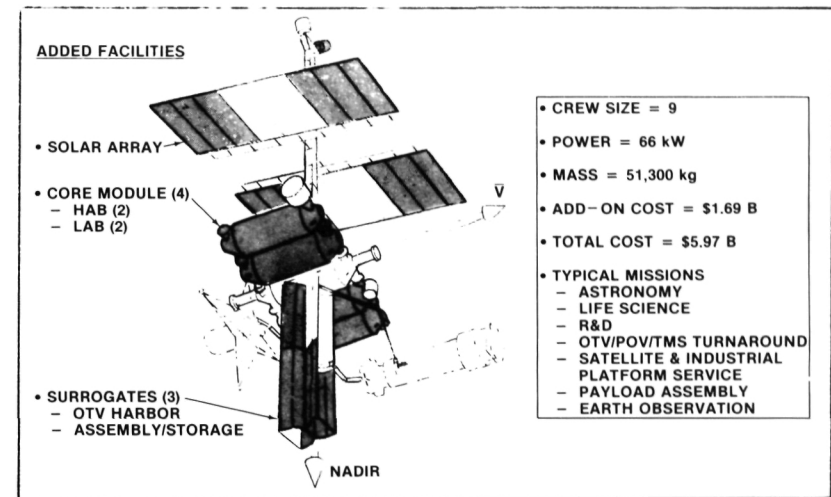 ADDED FACILITIES
• SOLAR ARRAY
• CORE MODULE (4)
– HAB (2)
– LAB (2)
• SURROGATES (3)
– OTV HARBOR
– ASSEMBLY/STORAGE
V
NADIR
• CREW SIZE = 9
• POWER = 66 kW
• MASS = 51,300 kg
• ADD–ON COST = $1.69 B
• TOTAL COST = $5.97 B
• TYPICAL MISSIONS
– ASTRONOMY
– LIFE SCIENCE
– R&D
– OTV/POV/TMS TURNAROUND
– SATELLITE & INDUSTRIAL
PLATFORM SERVICE
– PAYLOAD ASSEMBLY
– EARTH OBSERVATION